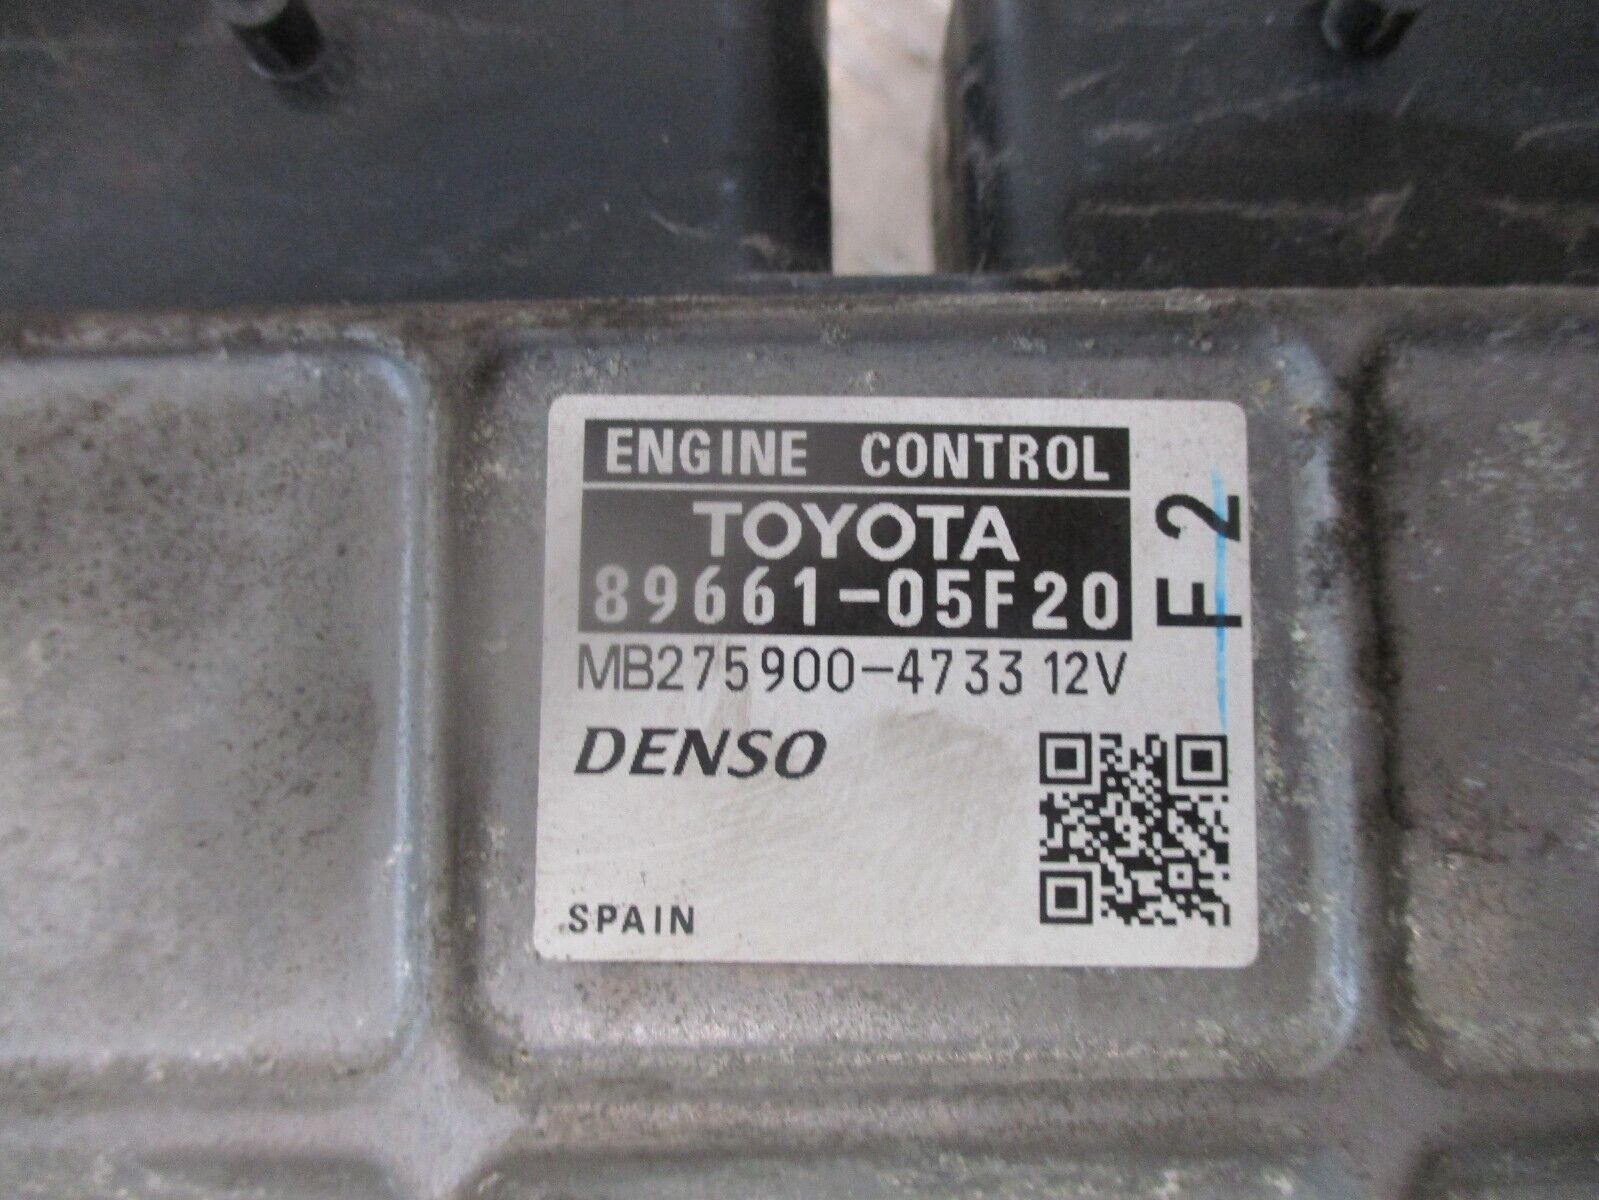 ENGINE CONTROL
TOYOTA
89661-05F20
MB275900-4733 12V
DENSO
SPAIN
F2